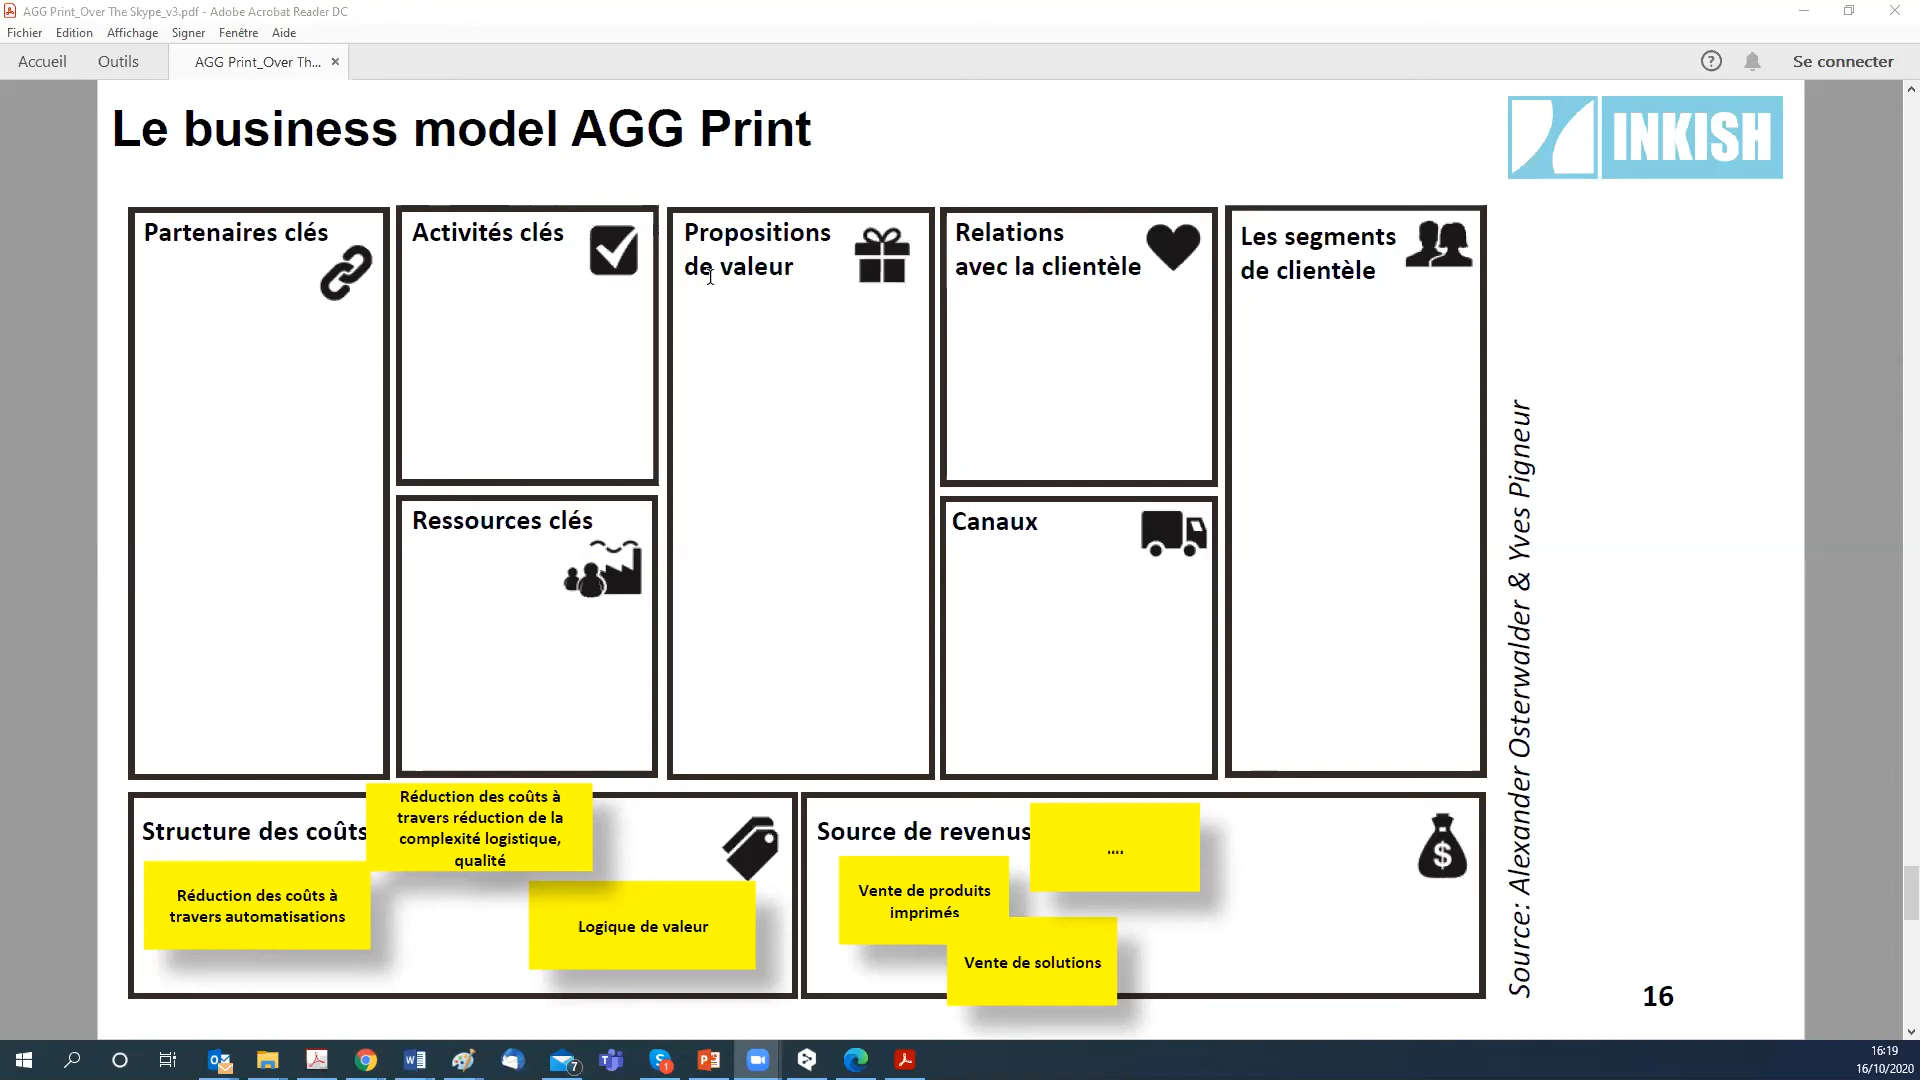 AGG Print_Over The Skype_v3.pdf - Adobe Acrobat Reader DC
Fichier Edition Affichage Signer Fenêtre Aide
Accueil Outils AGG Print_Over Th... × ? Se connecter
Le business model AGG Print
INKISH
Partenaires clés
Activités clés
Propositions
de valeur
Relations
avec la clientèle
Les segments
de clientèle
Ressources clés
Canaux
Structure des coûts
Réduction des coûts à
travers réduction de la
complexité logistique,
qualité
Réduction des coûts à
travers automatisations
Logique de valeur
Source de revenus
....
Vente de produits
imprimés
Vente de solutions
$
Source: Alexander Osterwalder & Yves Pigneur
16
7
1
16:19
16/10/2020